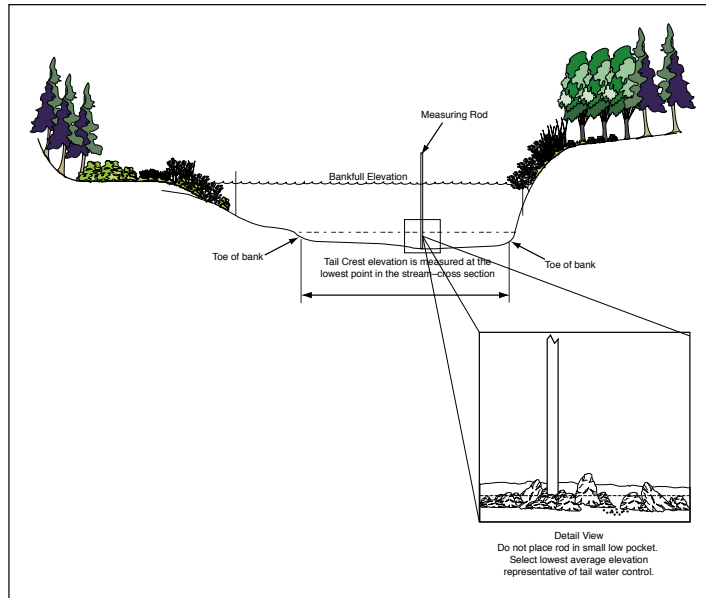 Measuring Rod
Bankfull Elevation
Toe of bank
Tail Crest elevation is measured at the
lowest point in the stream–cross section
Toe of bank
Detail View
Do not place rod in small low pocket.
Select lowest average elevation
representative of tail water control.